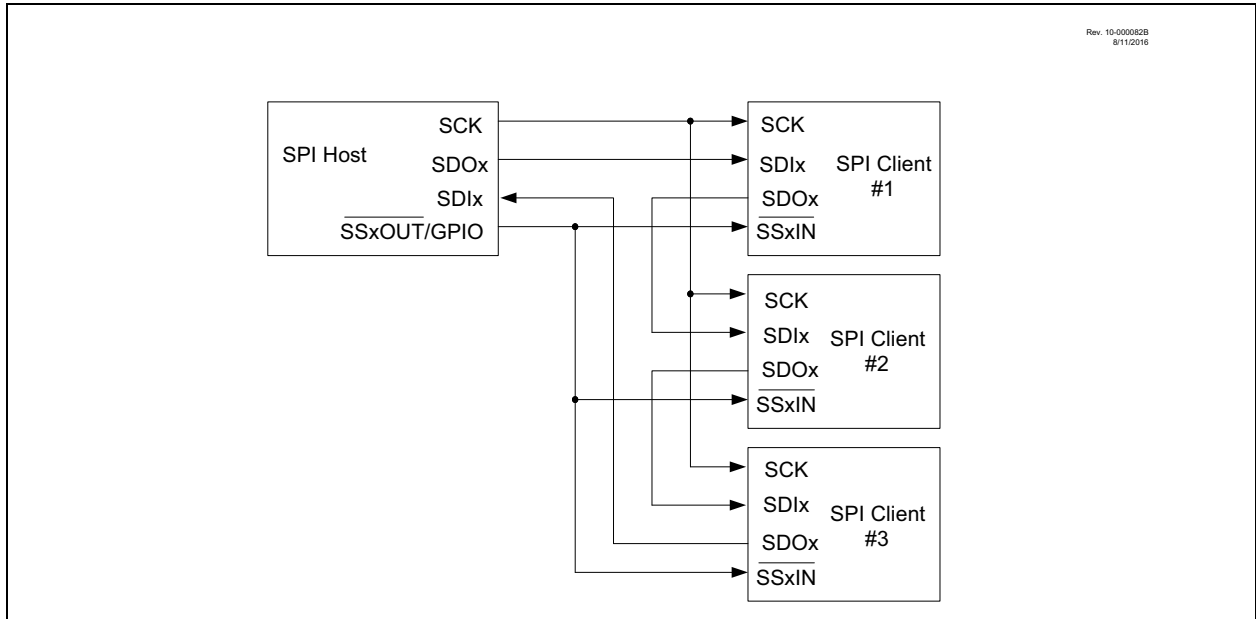 Rev. 10-000082B
8/11/2016
SPI Host
SCK
SDOx
SDIx
SSxOUT/GPIO
SCK
SDIx
SDOx
SSxIN
SPI Client
#1
SCK
SDIx
SDOx
SSxIN
SPI Client
#2
SCK
SDIx
SDOx
SSxIN
SPI Client
#3